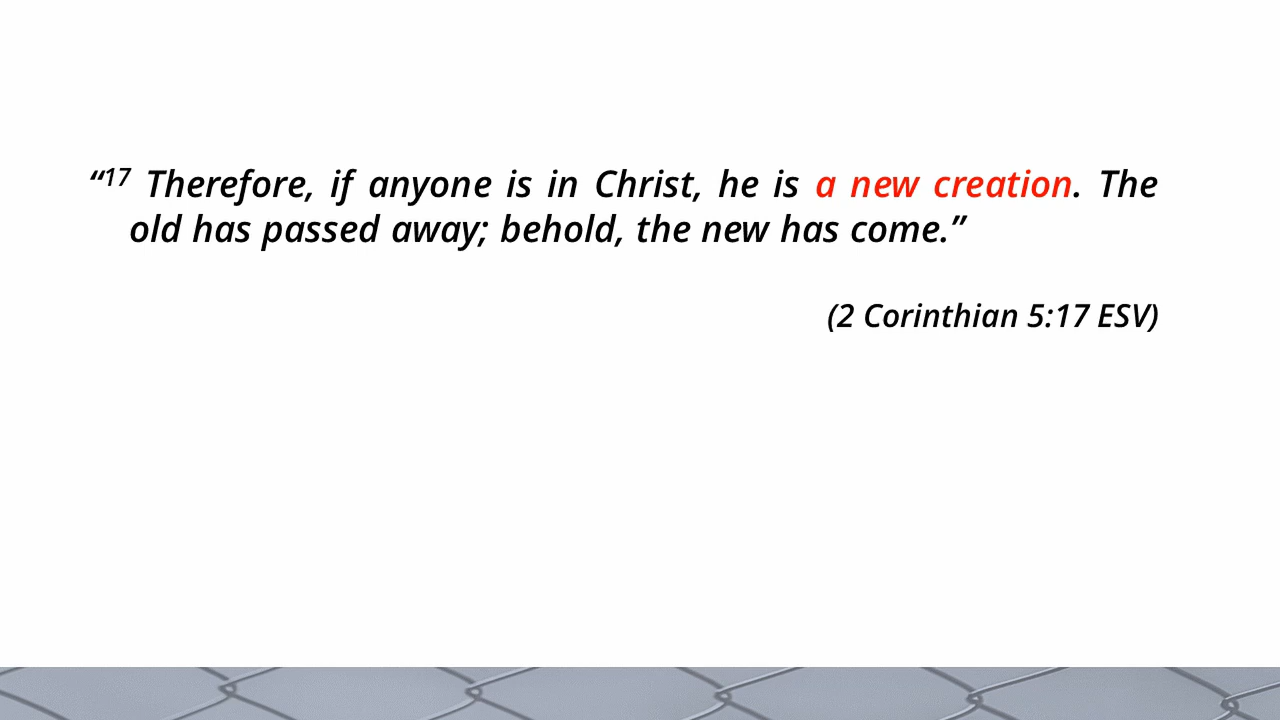 “17 Therefore, if anyone is in Christ, he is a new creation. The
old has passed away; behold, the new has come.”
(2 Corinthian 5:17 ESV)